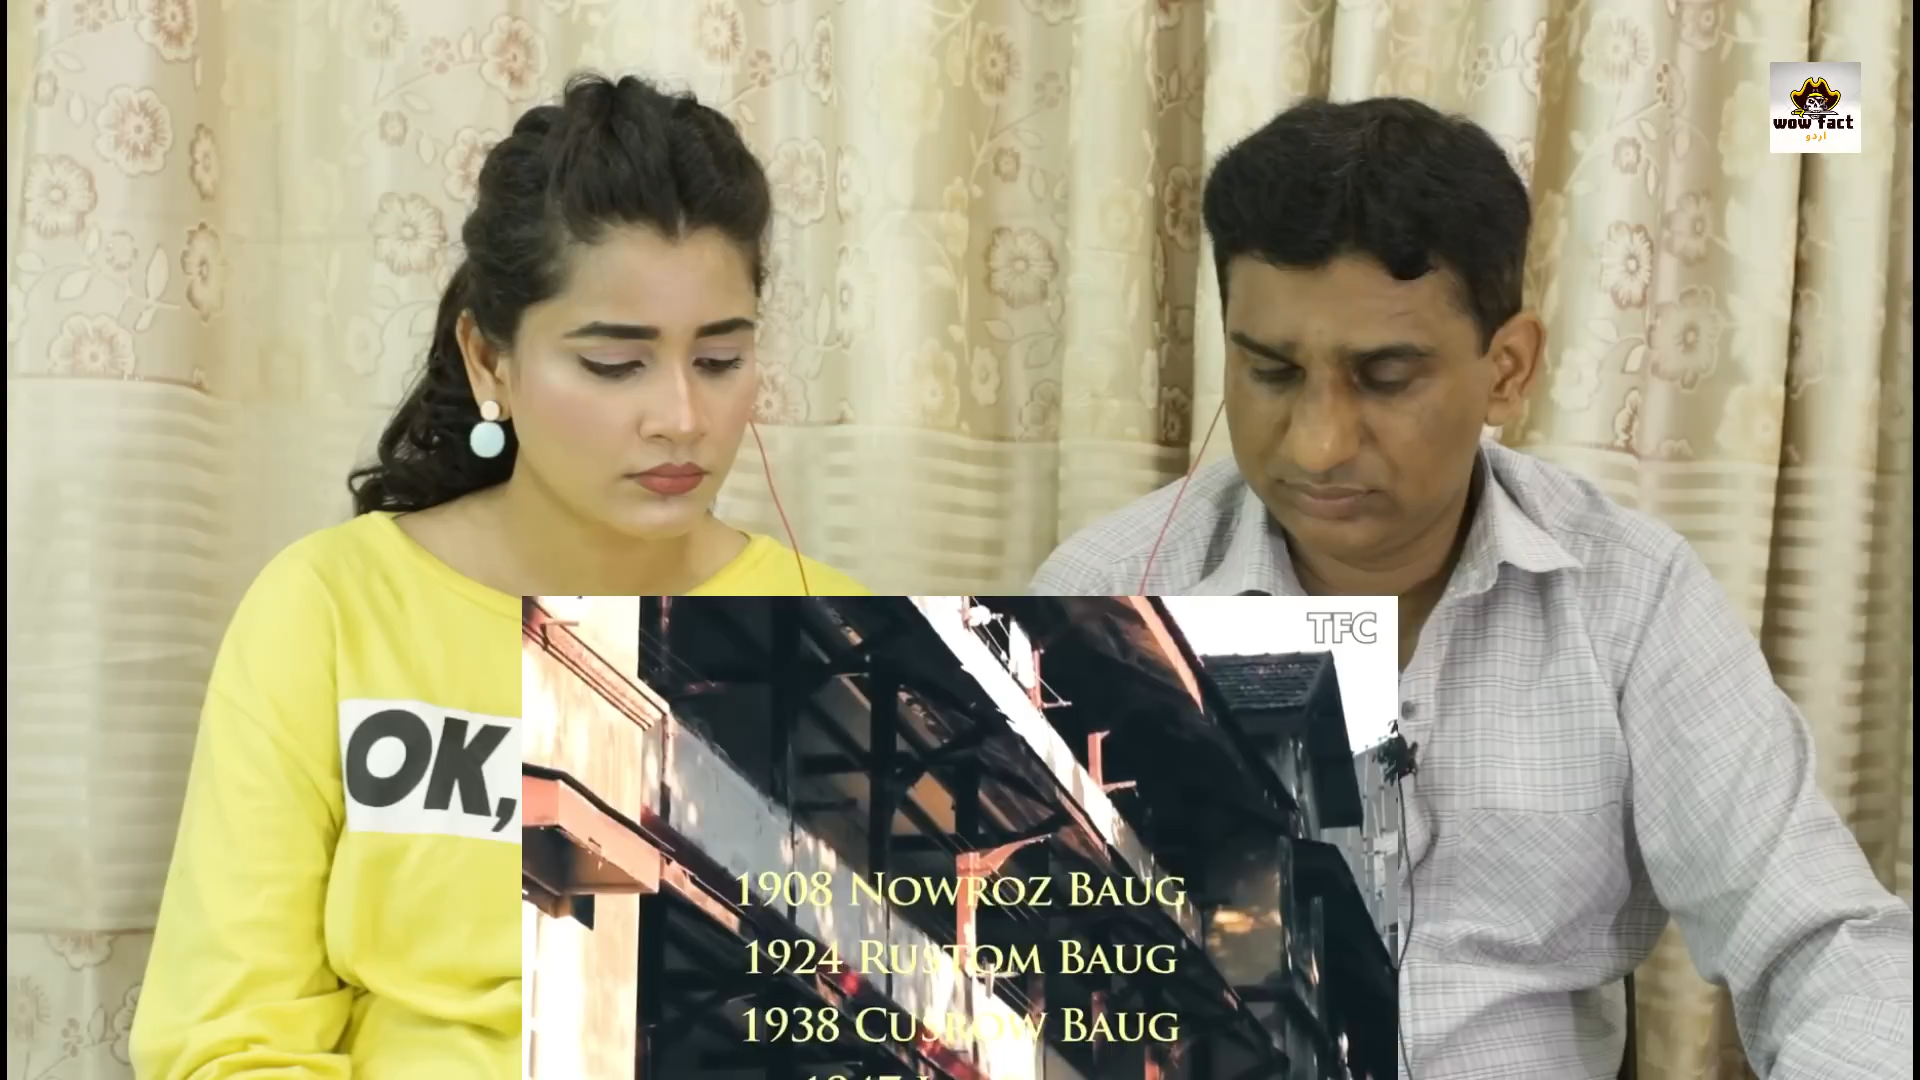 wow fact
اردو
TFC
OK,
1908 Nowroz Baug
1924 Rustom Baug
1938 Cusrow Baug